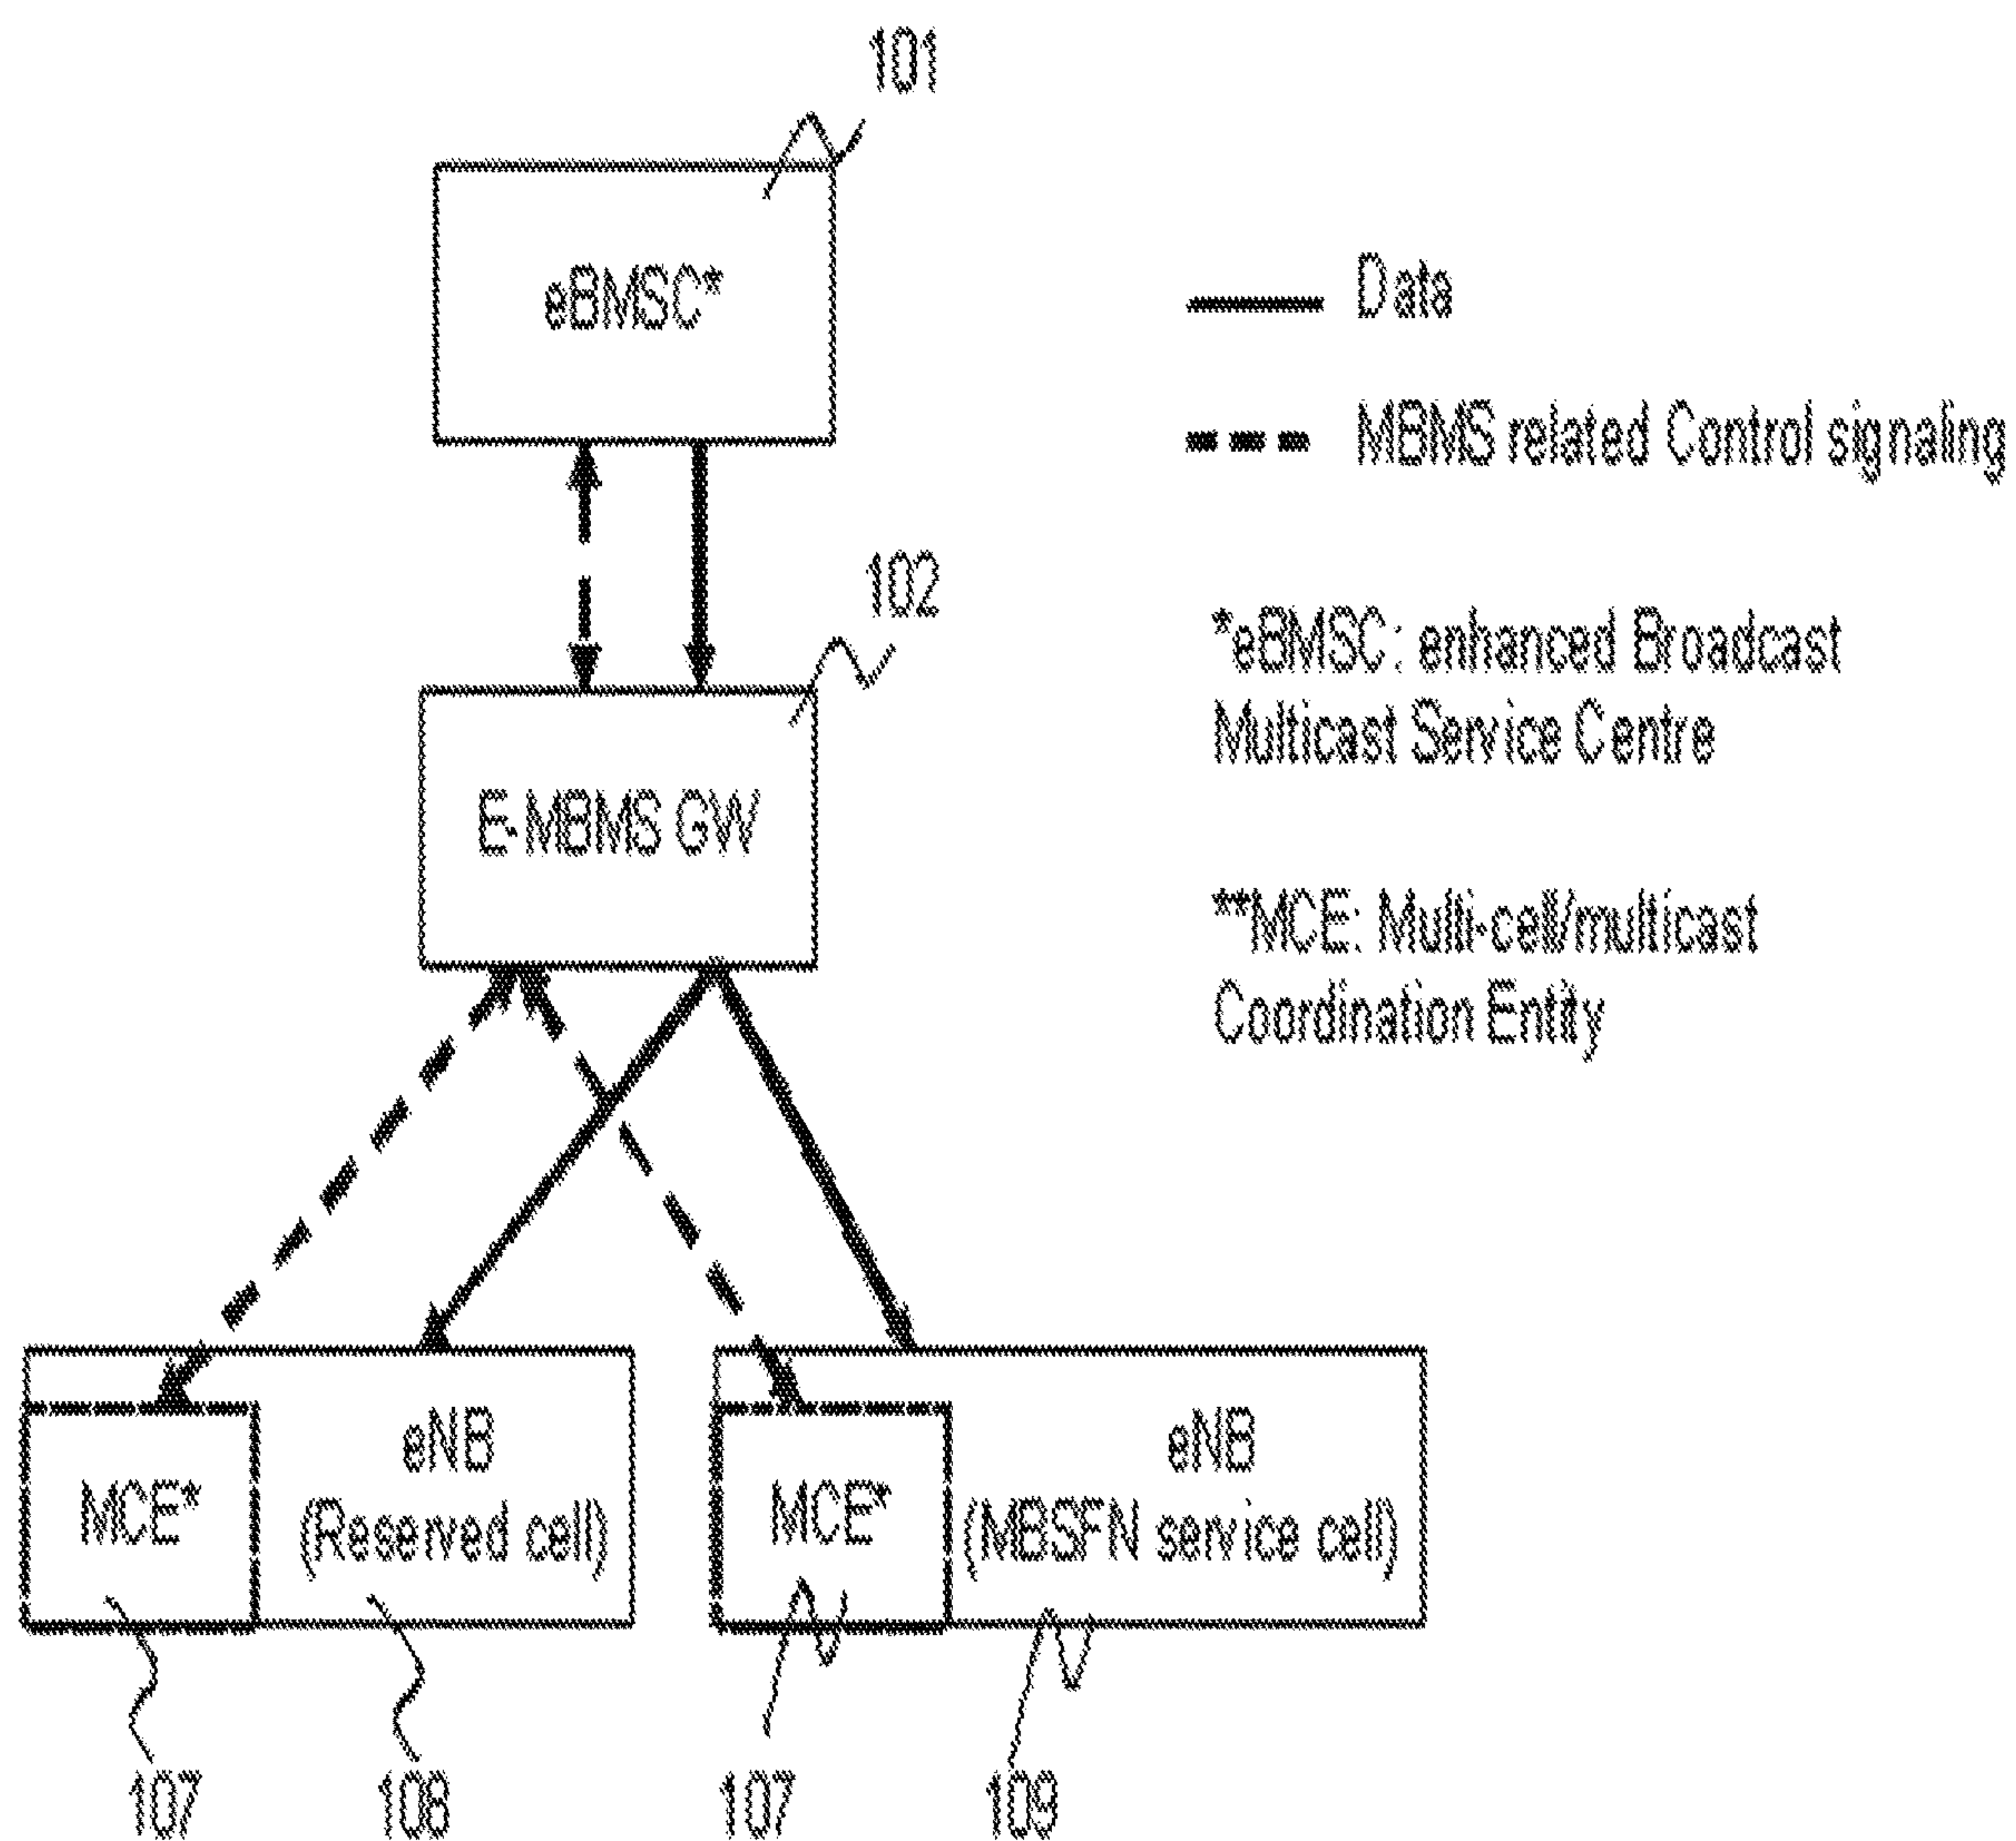 101
eBMSC*
Data
MBMS related Control signaling
102
*eBMSC: enhanced Broadcast
Multicast Service Centre
E-MBMS GW
**MCE: Multi-cell/multicast
Coordination Entity
MCE*
eNB
(Reserved cell)
MCE*
eNB
(MBSFN service cell)
107
108
107
109